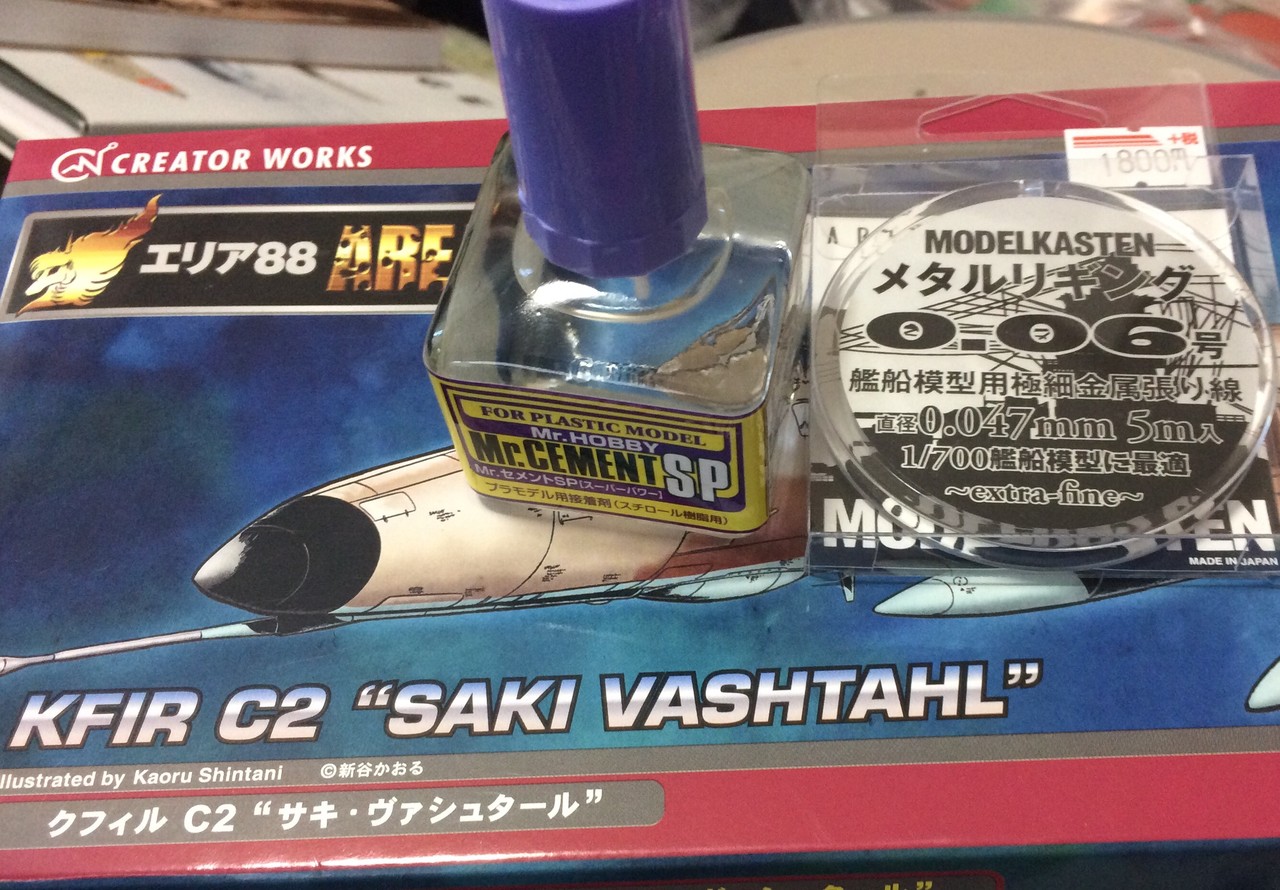 CREATOR WORKS
エリア88 ARE
FOR PLASTIC MODEL
Mr.HOBBY
Mr.CEMENT SP
Mr.セメントSP[スーパーパワー]
プラモデル用接着剤(スチロール樹脂用)
+税
1800円
MODELKASTEN
メタルリギング
0.06号
艦船模型用極細金属張り線
直径0.047mm 5m入
1/700艦船模型に最適
~extra-fine~
MADE IN JAPAN
KFIR C2 “SAKI VASHTAHL”
Illustrated by Kaoru Shintani ©新谷かおる
クフィル C2 “サキ・ヴァシュタール”